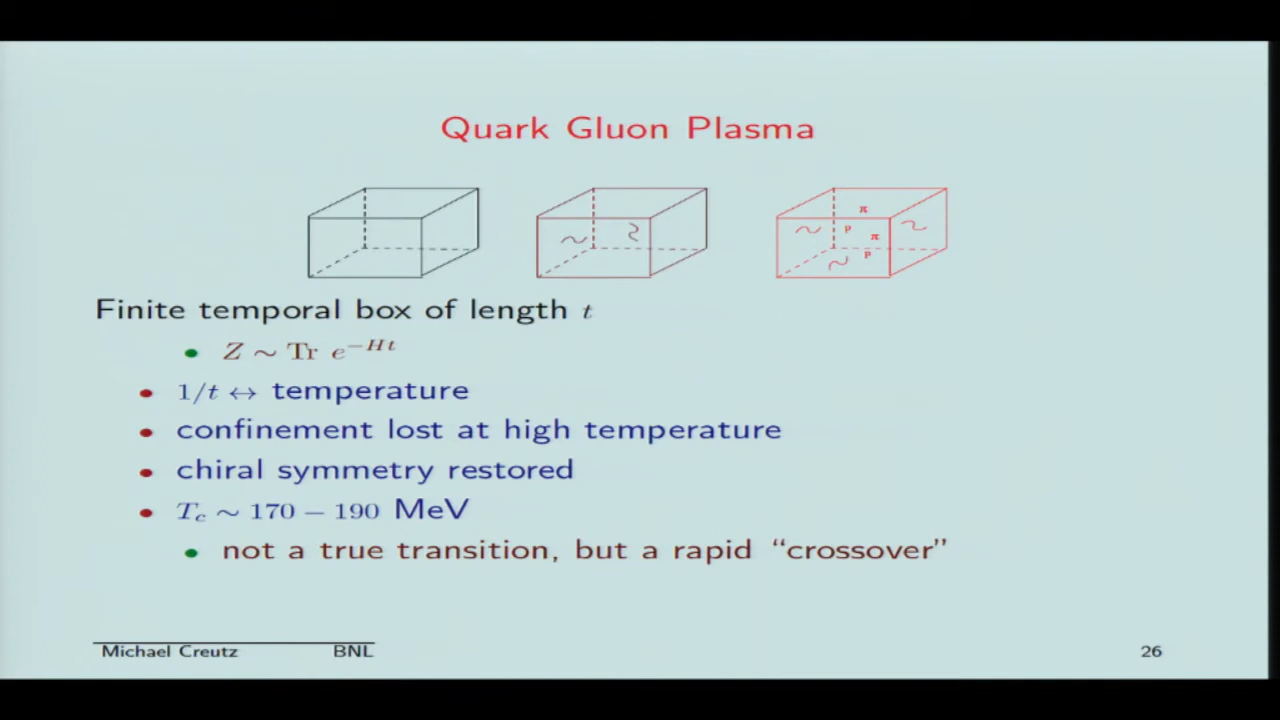 Quark Gluon Plasma
π
p
π
p
Finite temporal box of length t
• Z ∼ Tr e^{−Ht}
• 1/t ↔ temperature
• confinement lost at high temperature
• chiral symmetry restored
• T_c ∼ 170 − 190 MeV
• not a true transition, but a rapid “crossover”
Michael Creutz BNL 26